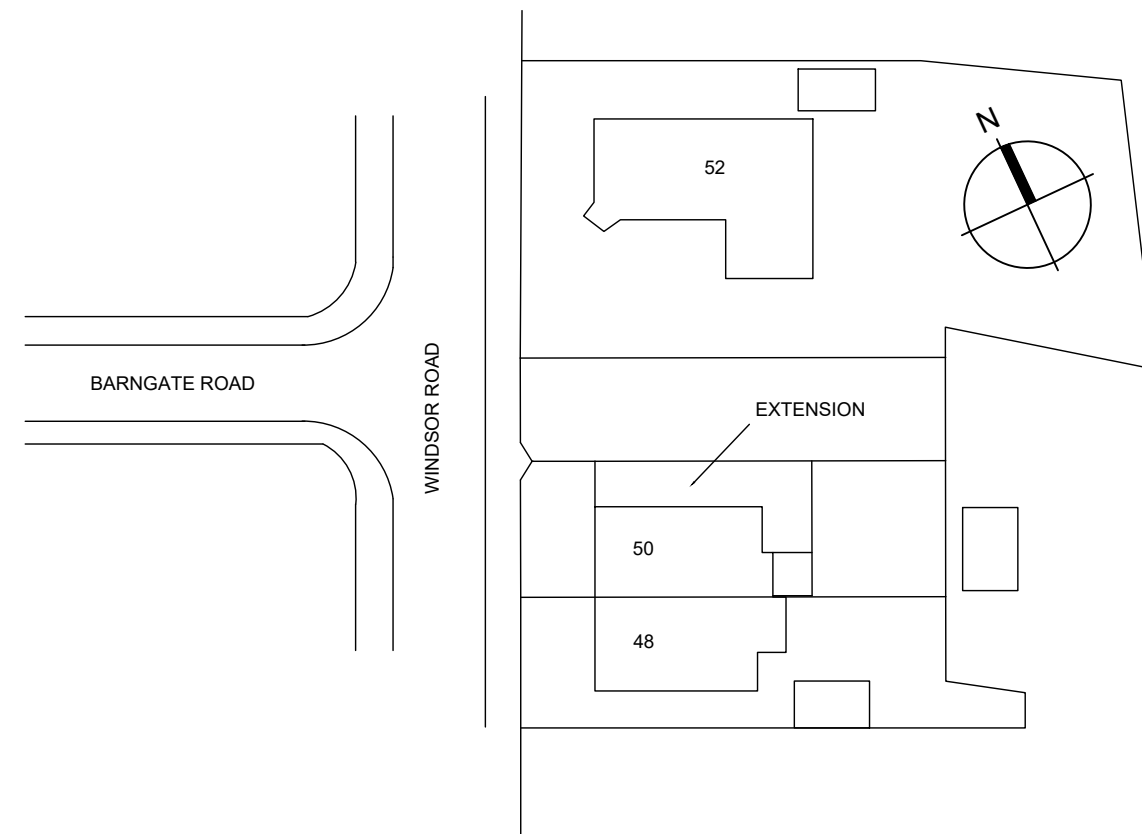 N
52
BARNGATE ROAD
WINDSOR ROAD
EXTENSION
50
48